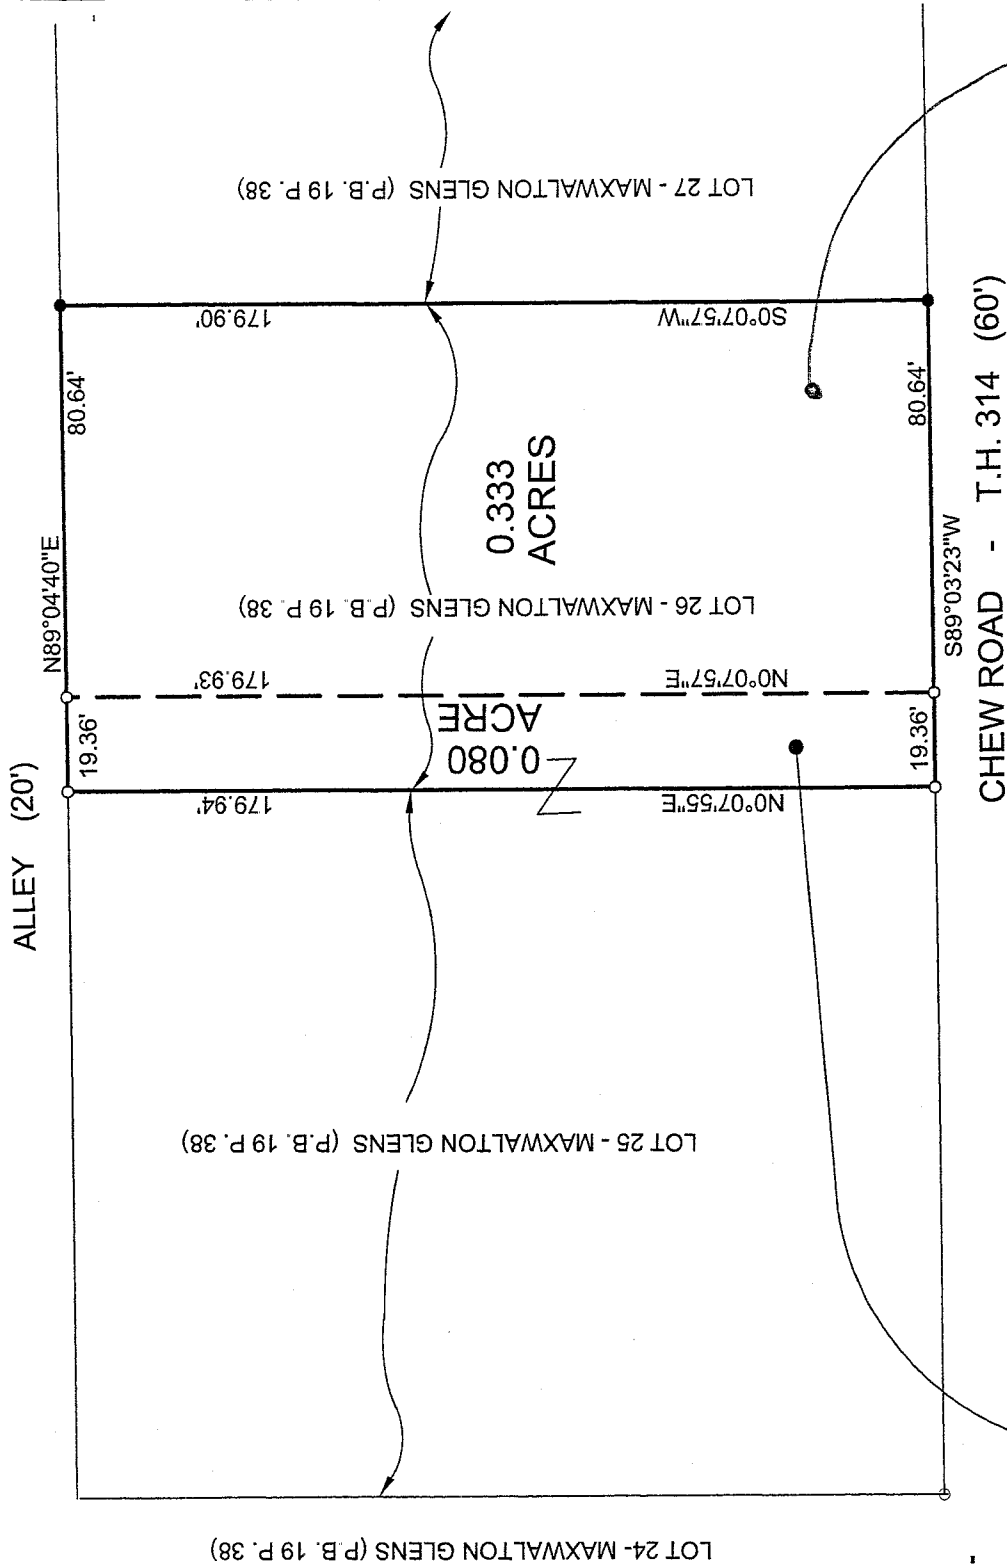 ALLEY (20')
N89°04'40"E
19.36'
80.64'
179.94'
179.93'
179.90'
LOT 24- MAXWALTON GLENS (P.B. 19 P. 38)
LOT 25 - MAXWALTON GLENS (P.B. 19 P. 38)
LOT 26 - MAXWALTON GLENS (P.B. 19 P. 38)
LOT 27 - MAXWALTON GLENS (P.B. 19 P. 38)
0.080
ACRE
0.333
ACRES
N0°07'55"E
N0°07'57"E
S0°07'57"W
19.36'
80.64'
S89°03'23"W
CHEW ROAD - T.H. 314 (60')